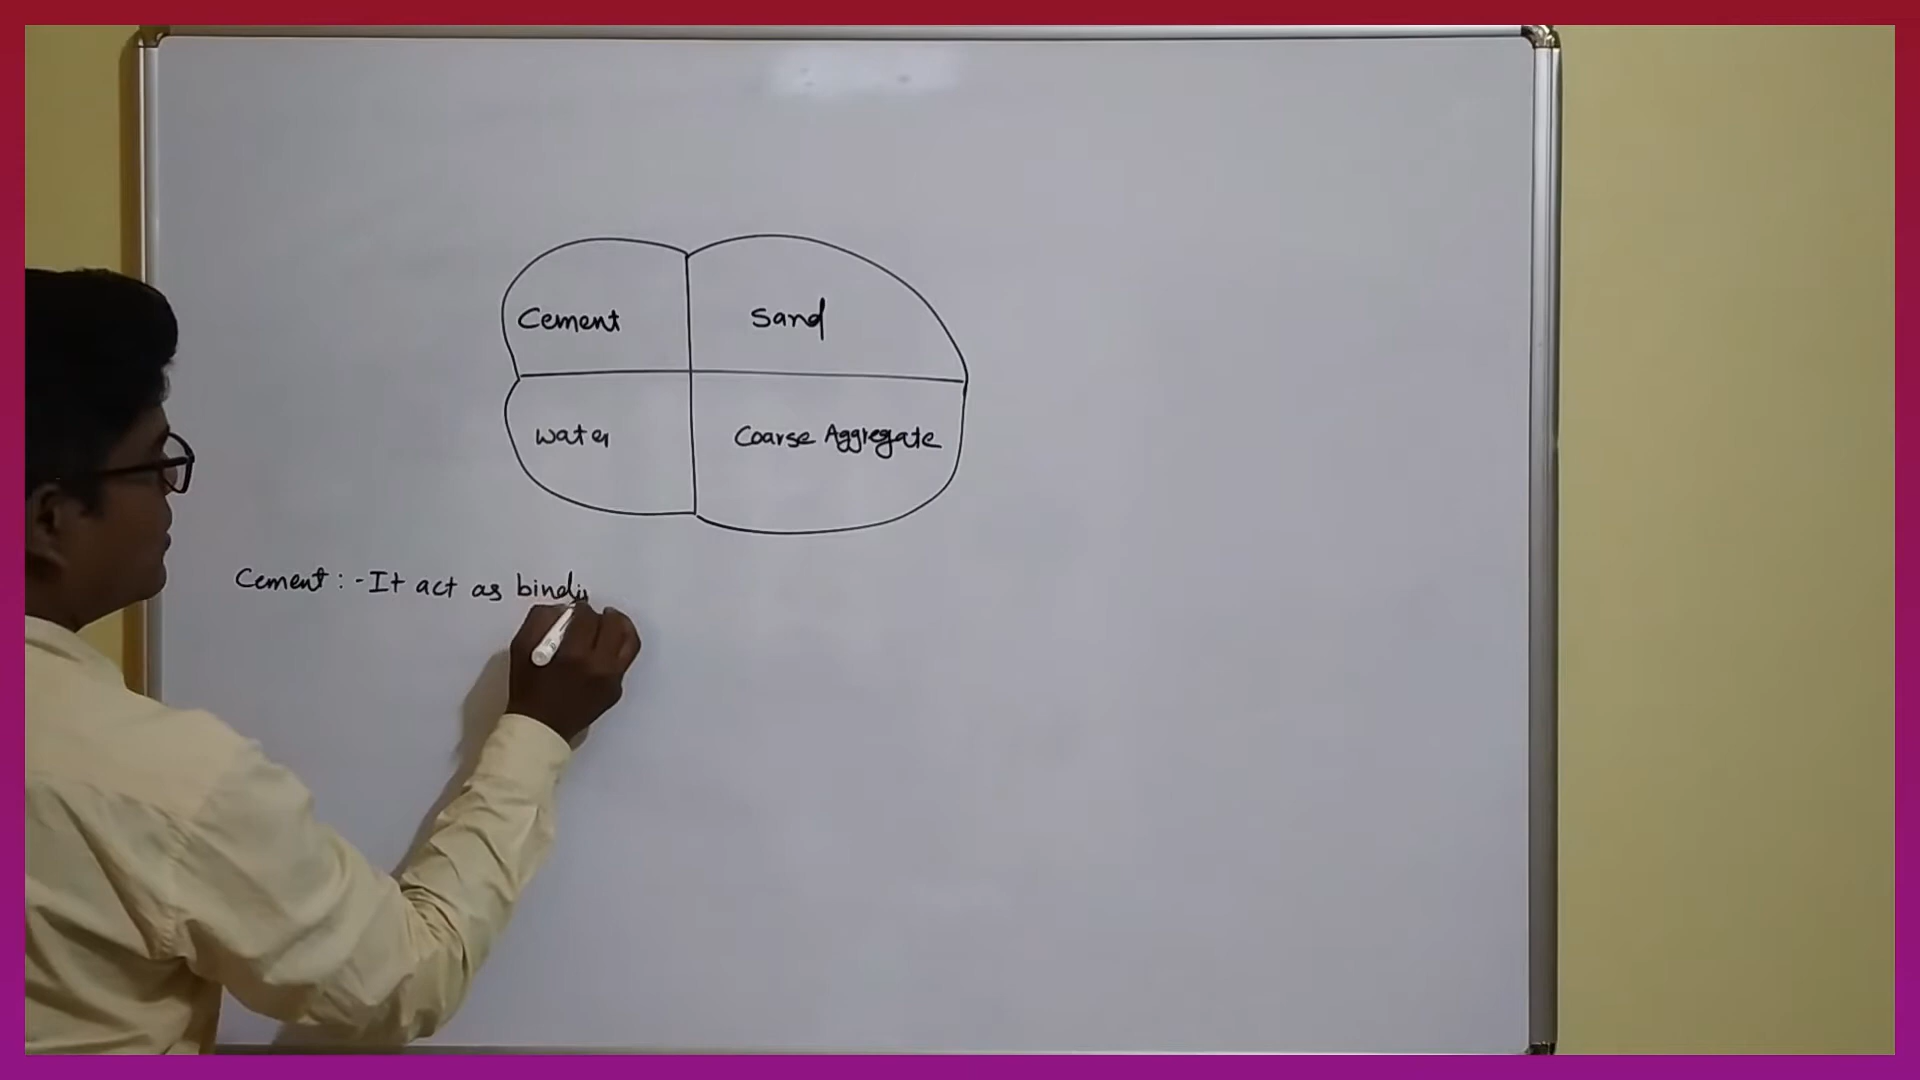 Cement Sand
Water Coarse Aggregate
Cement : - It act as bindi